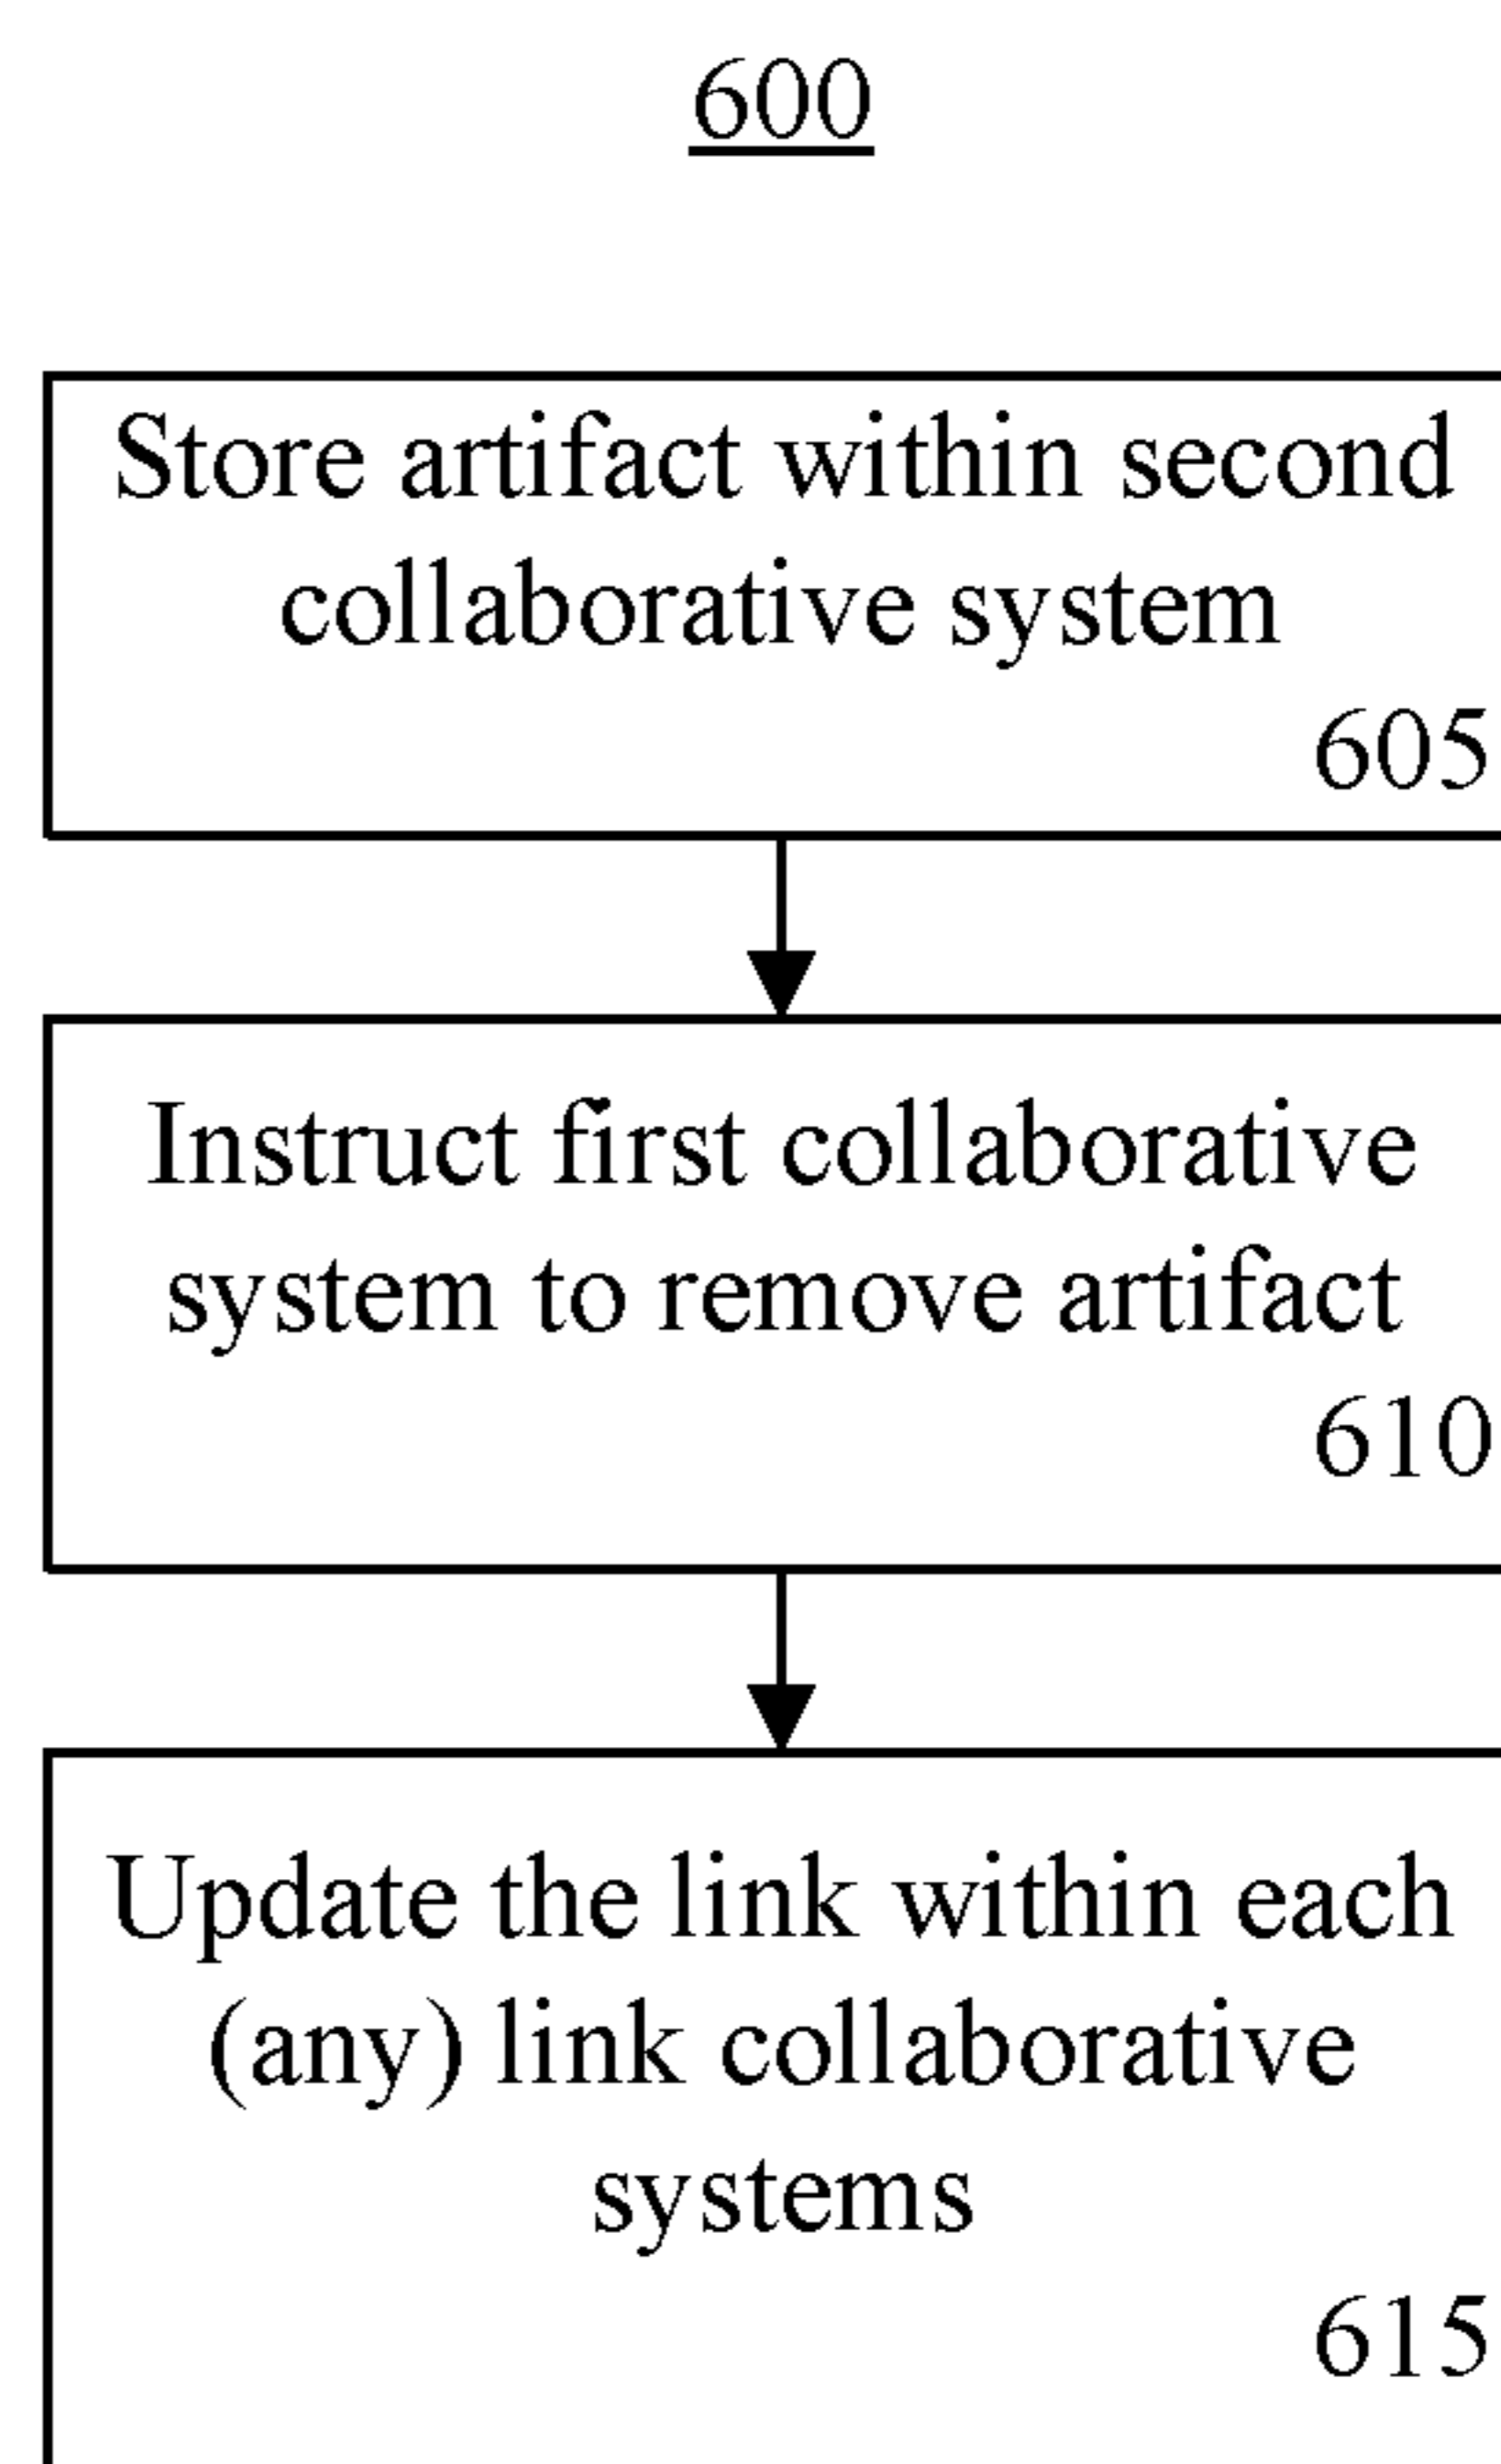 600
Store artifact within second
collaborative system
605
Instruct first collaborative
system to remove artifact
610
Update the link within each
(any) link collaborative
systems
615